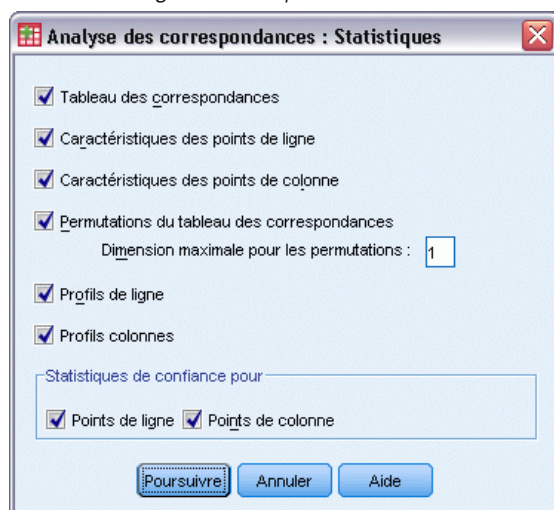 Analyse des correspondances : Statistiques
Tableau des correspondances
Caractéristiques des points de ligne
Caractéristiques des points de colonne
Permutations du tableau des correspondances
Dimension maximale pour les permutations : 1
Profils de ligne
Profils colonnes
Statistiques de confiance pour
Points de ligne Points de colonne
Poursuivre Annuler Aide